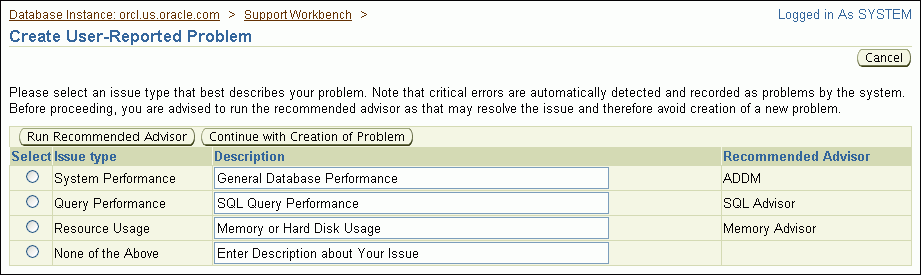 Database Instance: orcl.us.oracle.com > Support Workbench > Logged in As SYSTEM
Create User-Reported Problem
Cancel
Please select an issue type that best describes your problem. Note that critical errors are automatically detected and recorded as problems by the system.
Before proceeding, you are advised to run the recommended advisor as that may resolve the issue and therefore avoid creation of a new problem.
Run Recommended Advisor Continue with Creation of Problem
Select Issue type Description Recommended Advisor
System Performance General Database Performance ADDM
Query Performance SQL Query Performance SQL Advisor
Resource Usage Memory or Hard Disk Usage Memory Advisor
None of the Above Enter Description about Your Issue